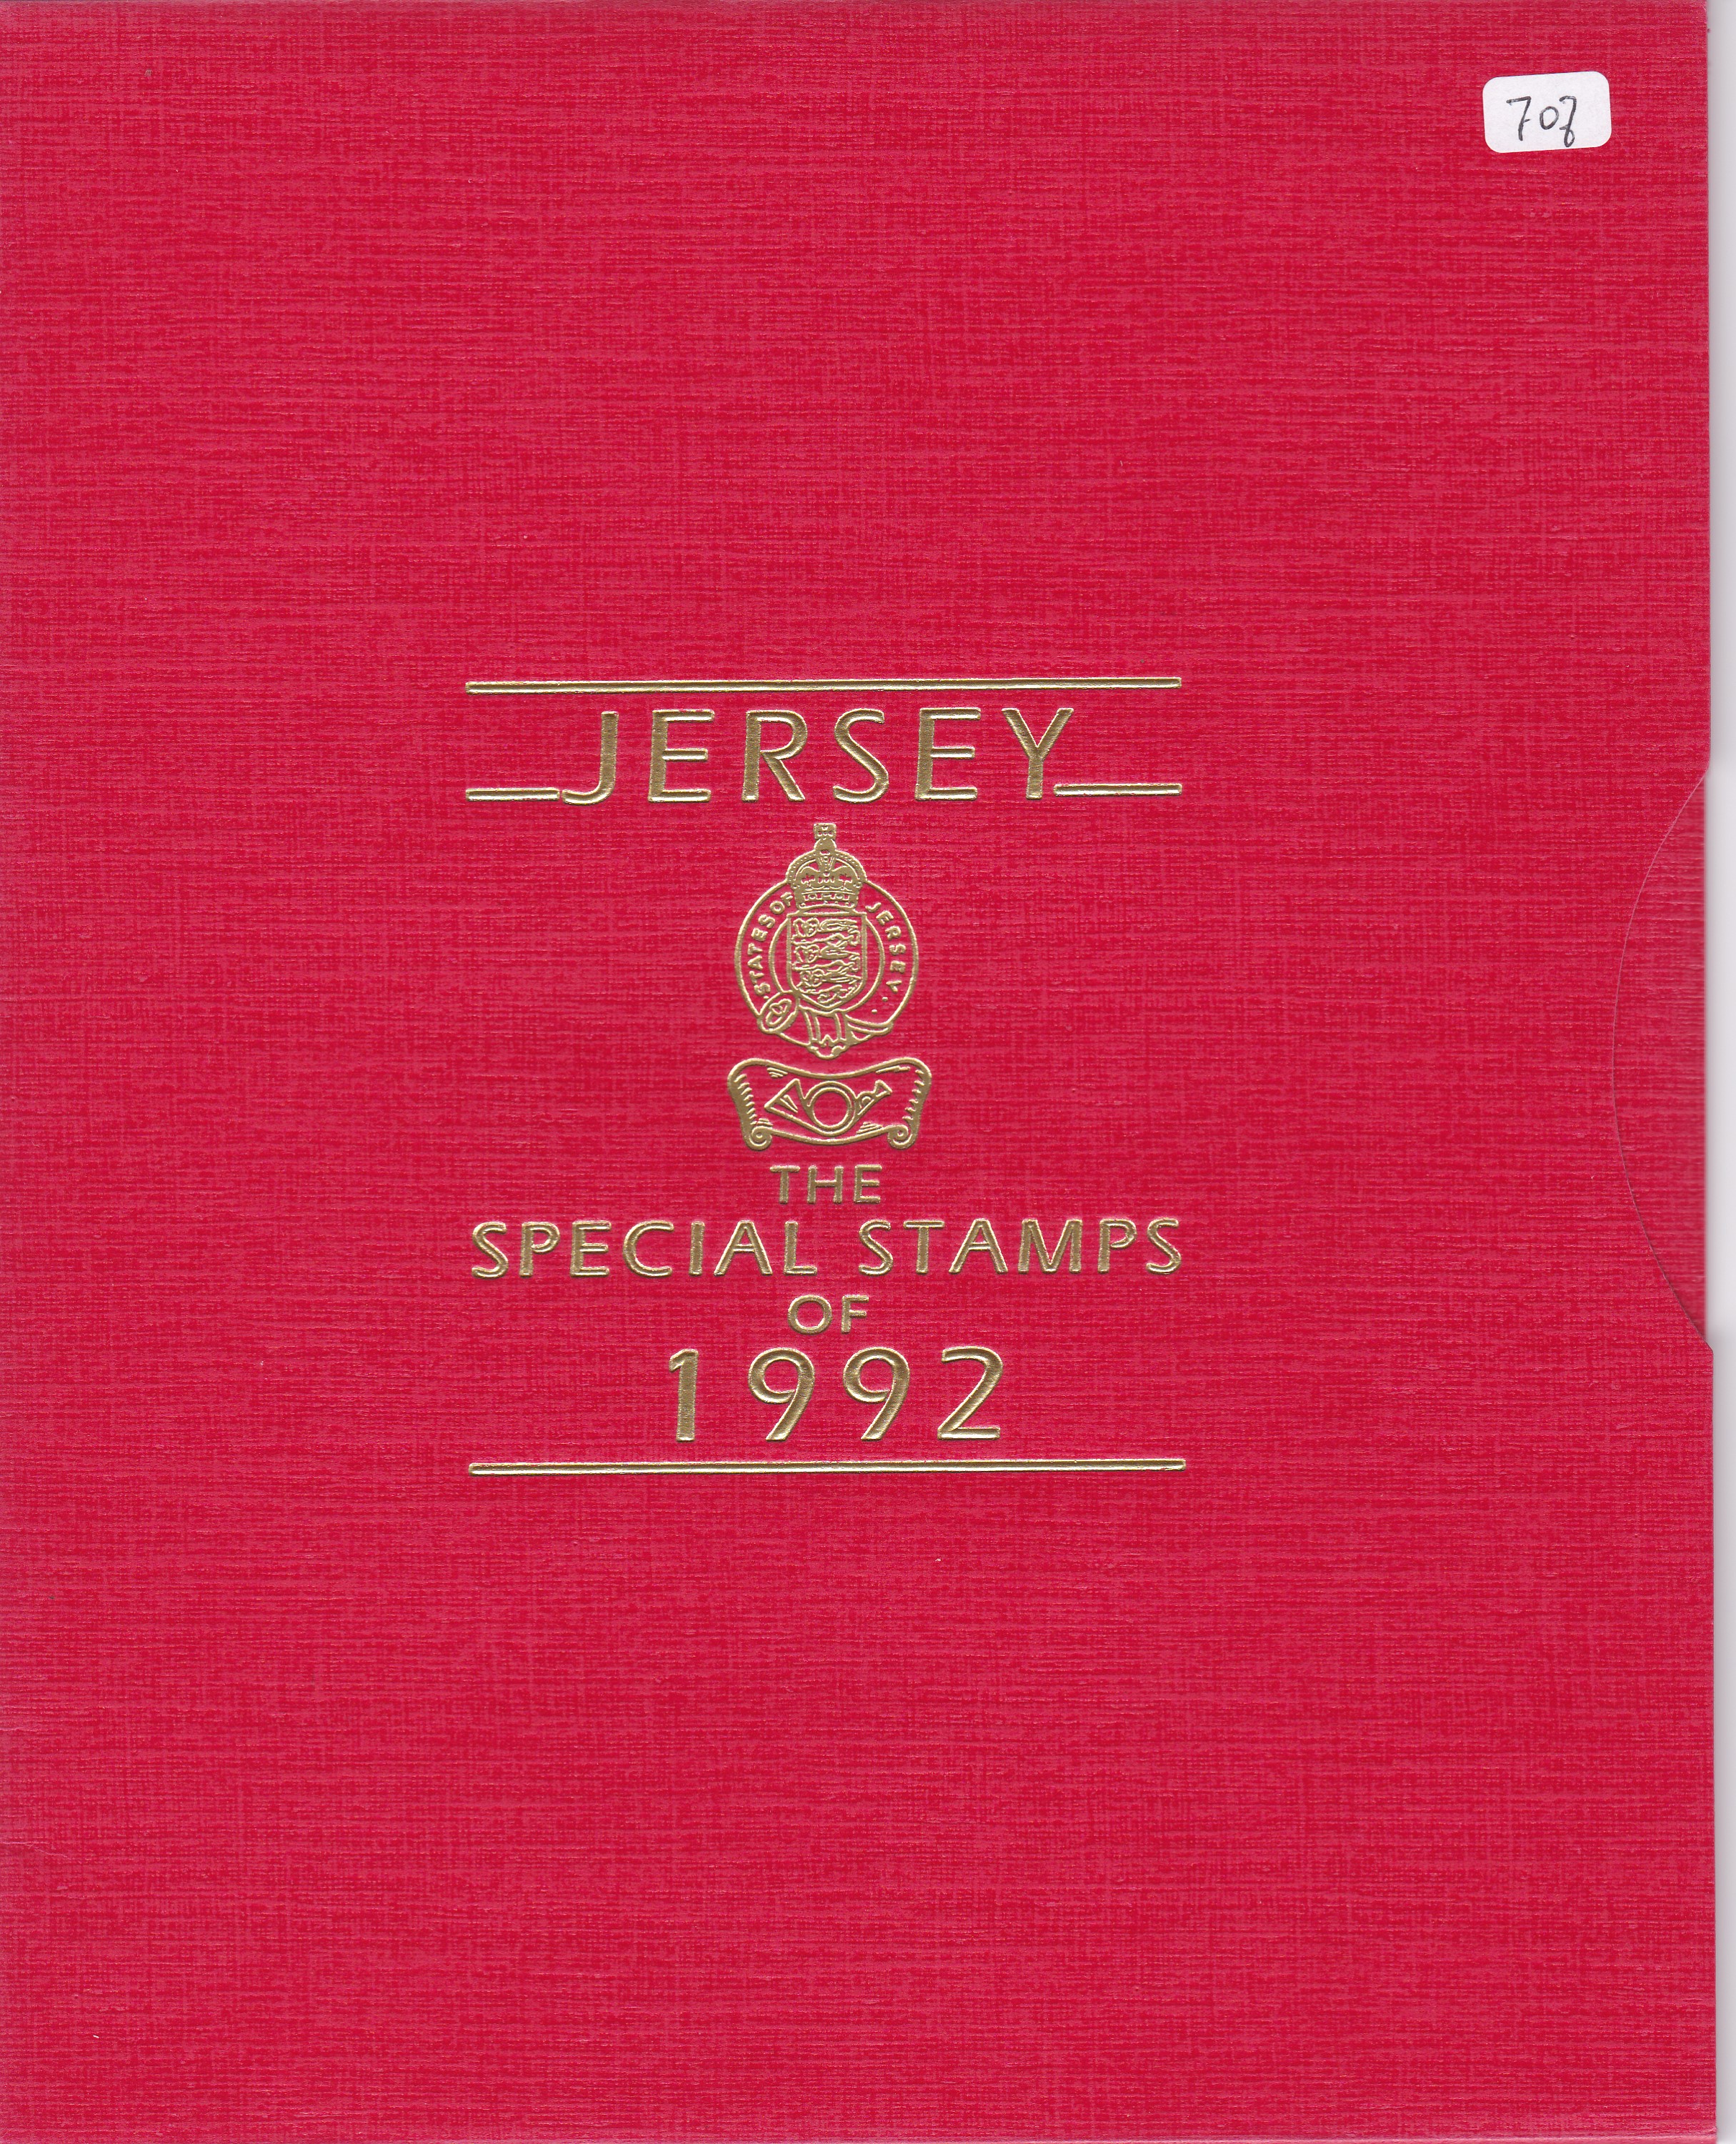 708
JERSEY
STATES OF JERSEY
THE
SPECIAL STAMPS
OF
1992